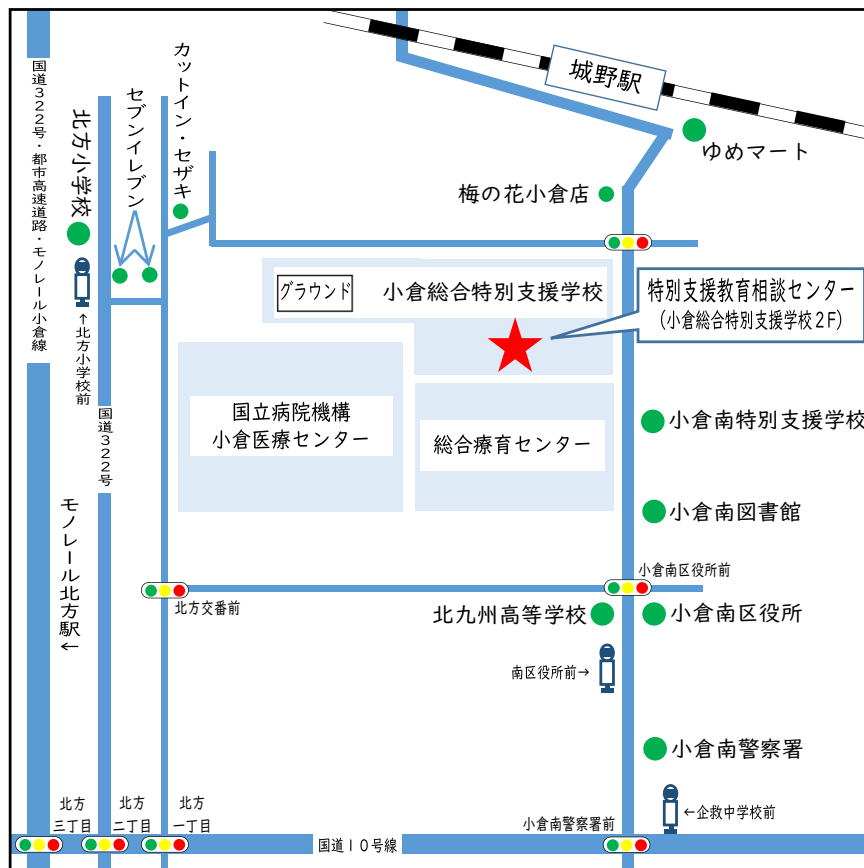 国道322号・都市高速道路・モノレール小倉線
北方小学校
セブンイレブン
カットイン・セザキ
城野駅
ゆめマート
梅の花小倉店
グラウンド
小倉総合特別支援学校
特別支援教育相談センター
(小倉総合特別支援学校2F)
↑北方小学校前
国道322号
国立病院機構
小倉医療センター
総合療育センター
小倉南特別支援学校
小倉南図書館
モノレール北方駅←
北方交番前
小倉南区役所前
北九州高等学校
小倉南区役所
南区役所前→
小倉南警察署
←企救中学校前
北方
三丁目
北方
二丁目
北方
一丁目
国道10号線
小倉南警察署前